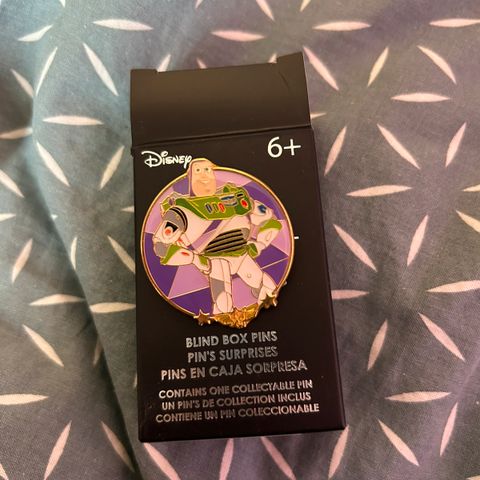 Disney
6+
BLIND BOX PINS
PIN'S SURPRISES
PINS EN CAJA SORPRESA
CONTAINS ONE COLLECTABLE PIN
UN PIN'S DE COLLECTION INCLUS
CONTIENE UN PIN COLECCIONABLE